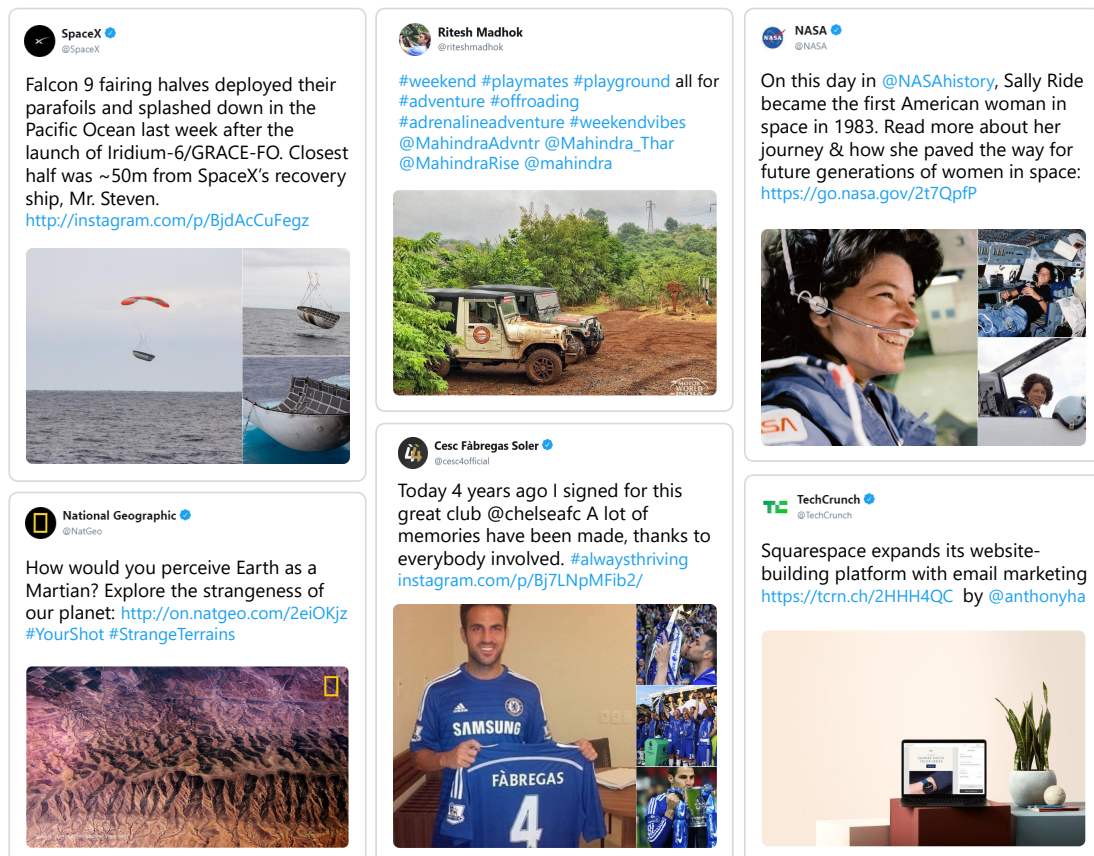 SpaceX
@SpaceX
Falcon 9 fairing halves deployed their
parafoils and splashed down in the
Pacific Ocean last week after the
launch of Iridium-6/GRACE-FO. Closest
half was ~50m from SpaceX's recovery
ship, Mr. Steven.
http://instagram.com/p/BjdAcCuFegz
National Geographic
@NatGeo
How would you perceive Earth as a
Martian? Explore the strangeness of
our planet: http://on.natgeo.com/2eiOKjz
#YourShot #StrangeTerrains
Ritesh Madhok
@riteshmadhok
#weekend #playmates #playground all for
#adventure #offroading
#adrenalineadventure #weekendvibes
@MahindraAdvntr @Mahindra_Thar
@MahindraRise @mahindra
MOTOR
WORLD
INDIA
Cesc Fàbregas Soler
@cesc4official
Today 4 years ago I signed for this
great club @chelseafc A lot of
memories have been made, thanks to
everybody involved. #alwaysthriving
instagram.com/p/Bj7LNpMFib2/
adidas
SAMSUNG
FÀBREGAS
4
NASA
NASA
@NASA
On this day in @NASAhistory, Sally Ride
became the first American woman in
space in 1983. Read more about her
journey & how she paved the way for
future generations of women in space:
https://go.nasa.gov/2t7QpfP
SA
TechCrunch
@TechCrunch
Squarespace expands its website-
building platform with email marketing
https://tcrn.ch/2HHH4QC by @anthonyha